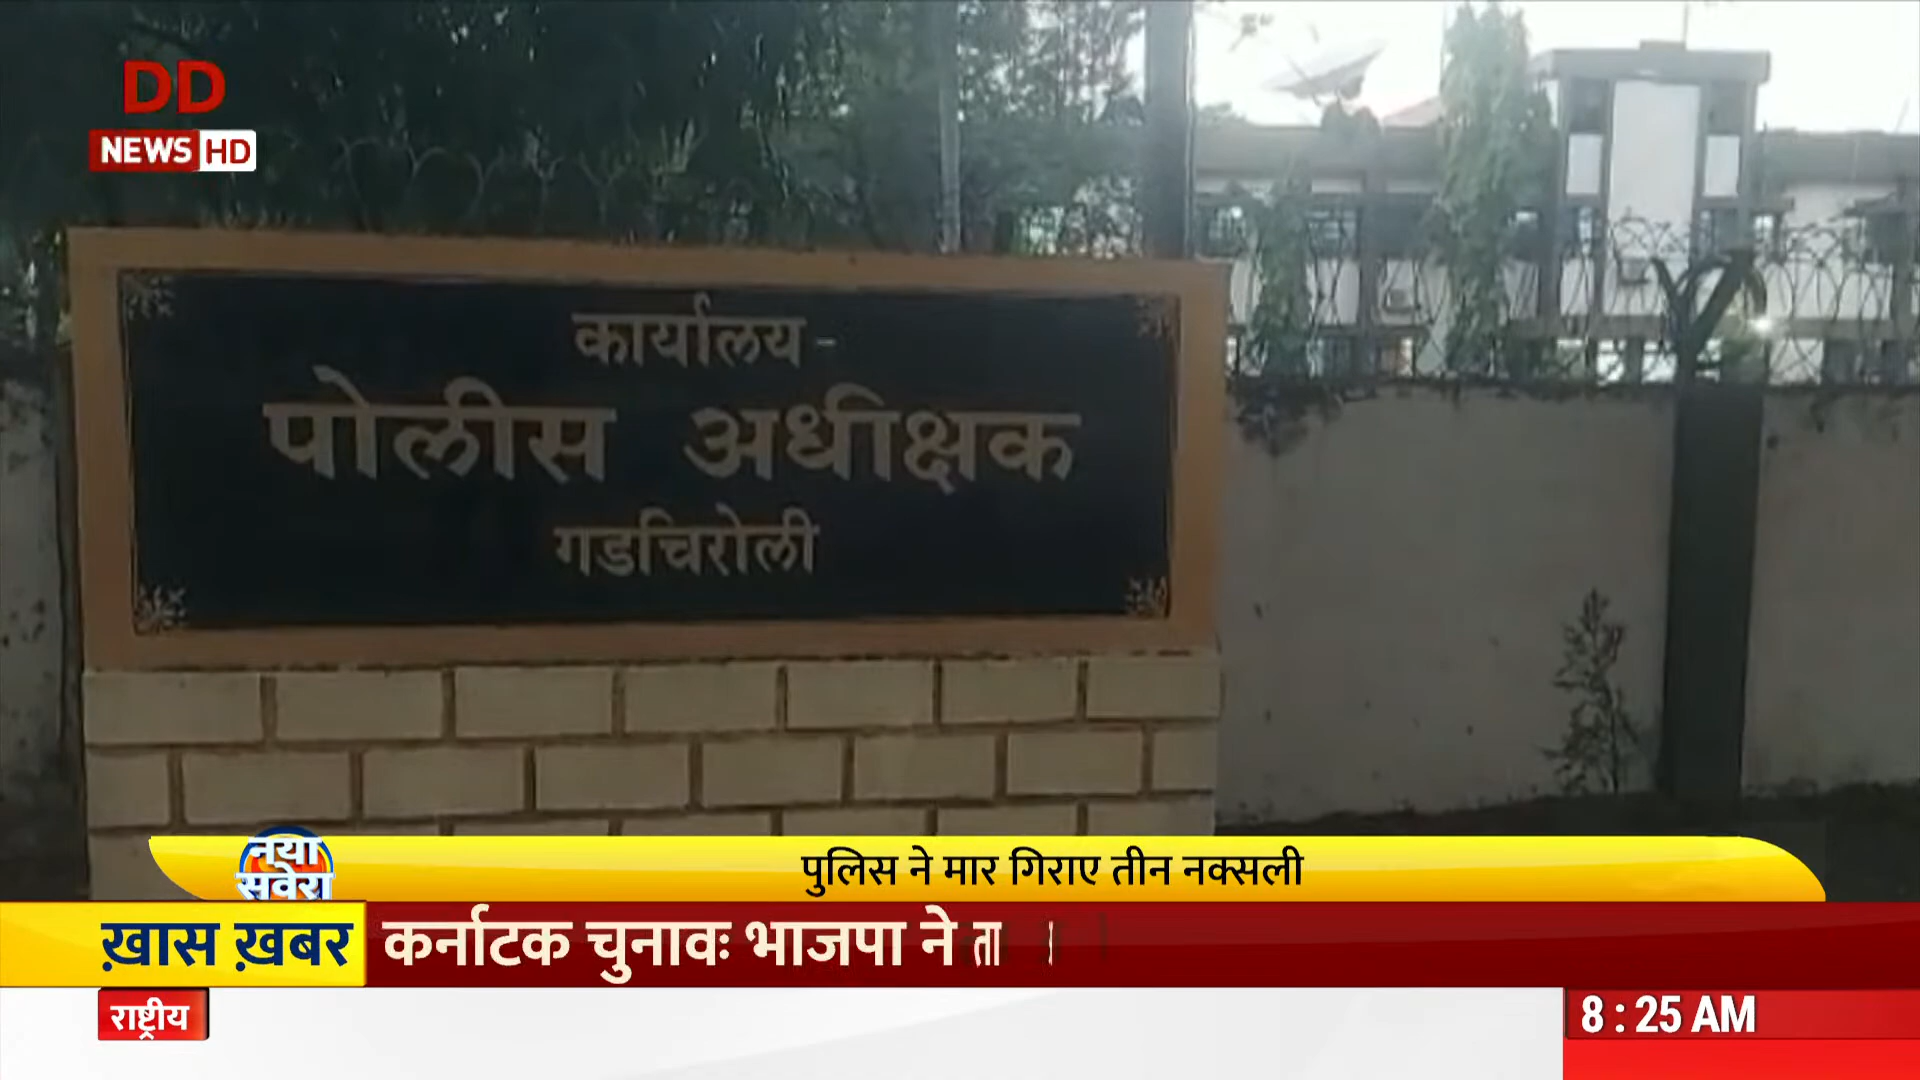 DD
NEWS HD
कार्यालय -
पोलीस अधीक्षक
गडचिरोली
नया
सवेरा
पुलिस ने मार गिराए तीन नक्सली
ख़ास ख़बर
कर्नाटक चुनावः भाजपा ने
राष्ट्रीय
8 : 25 AM